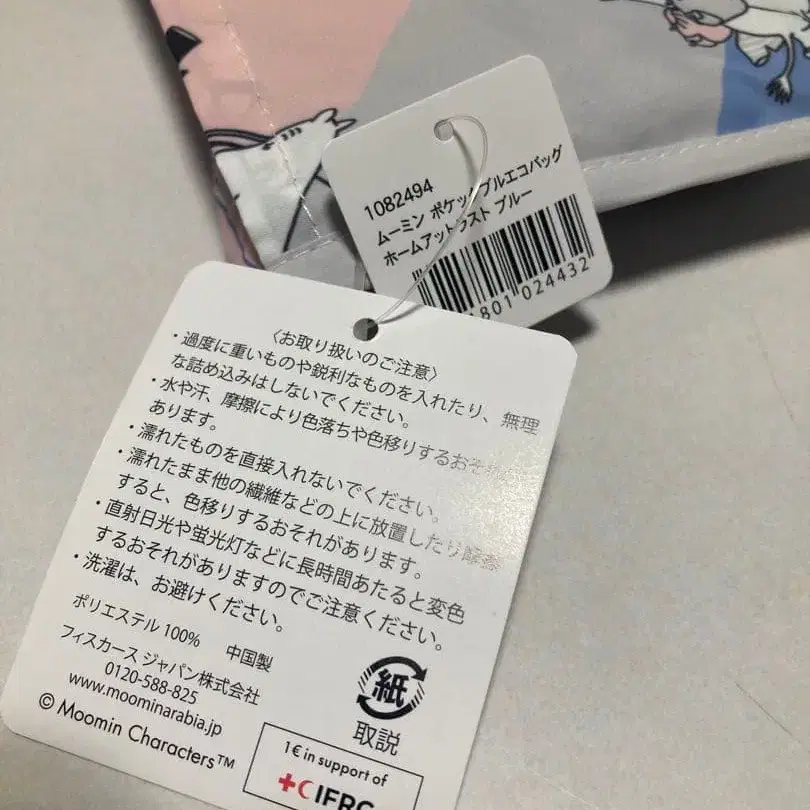 1082494
ムーミン ポケッタブルエコバッグ
ホームアットラスト ブルー
801 024432
〈お取り扱いのご注意〉
・過度に重いものや鋭利なものを入れたり、無理
な詰め込みはしないでください。
・水や汗、摩擦により色落ちや色移りするおそれが
あります。
・濡れたものを直接入れないでください。
・濡れたまま他の繊維などの上に放置したり摩擦
すると、色移りするおそれがあります。
・直射日光や蛍光灯などに長時間あたると変色
するおそれがありますのでご注意ください。
・洗濯は、お避けください。
ポリエステル 100% 中国製
フィスカース ジャパン株式会社
0120-588-825
www.moominarabia.jp
© Moomin Characters™
紙
取説
1€ in support of
IFRC